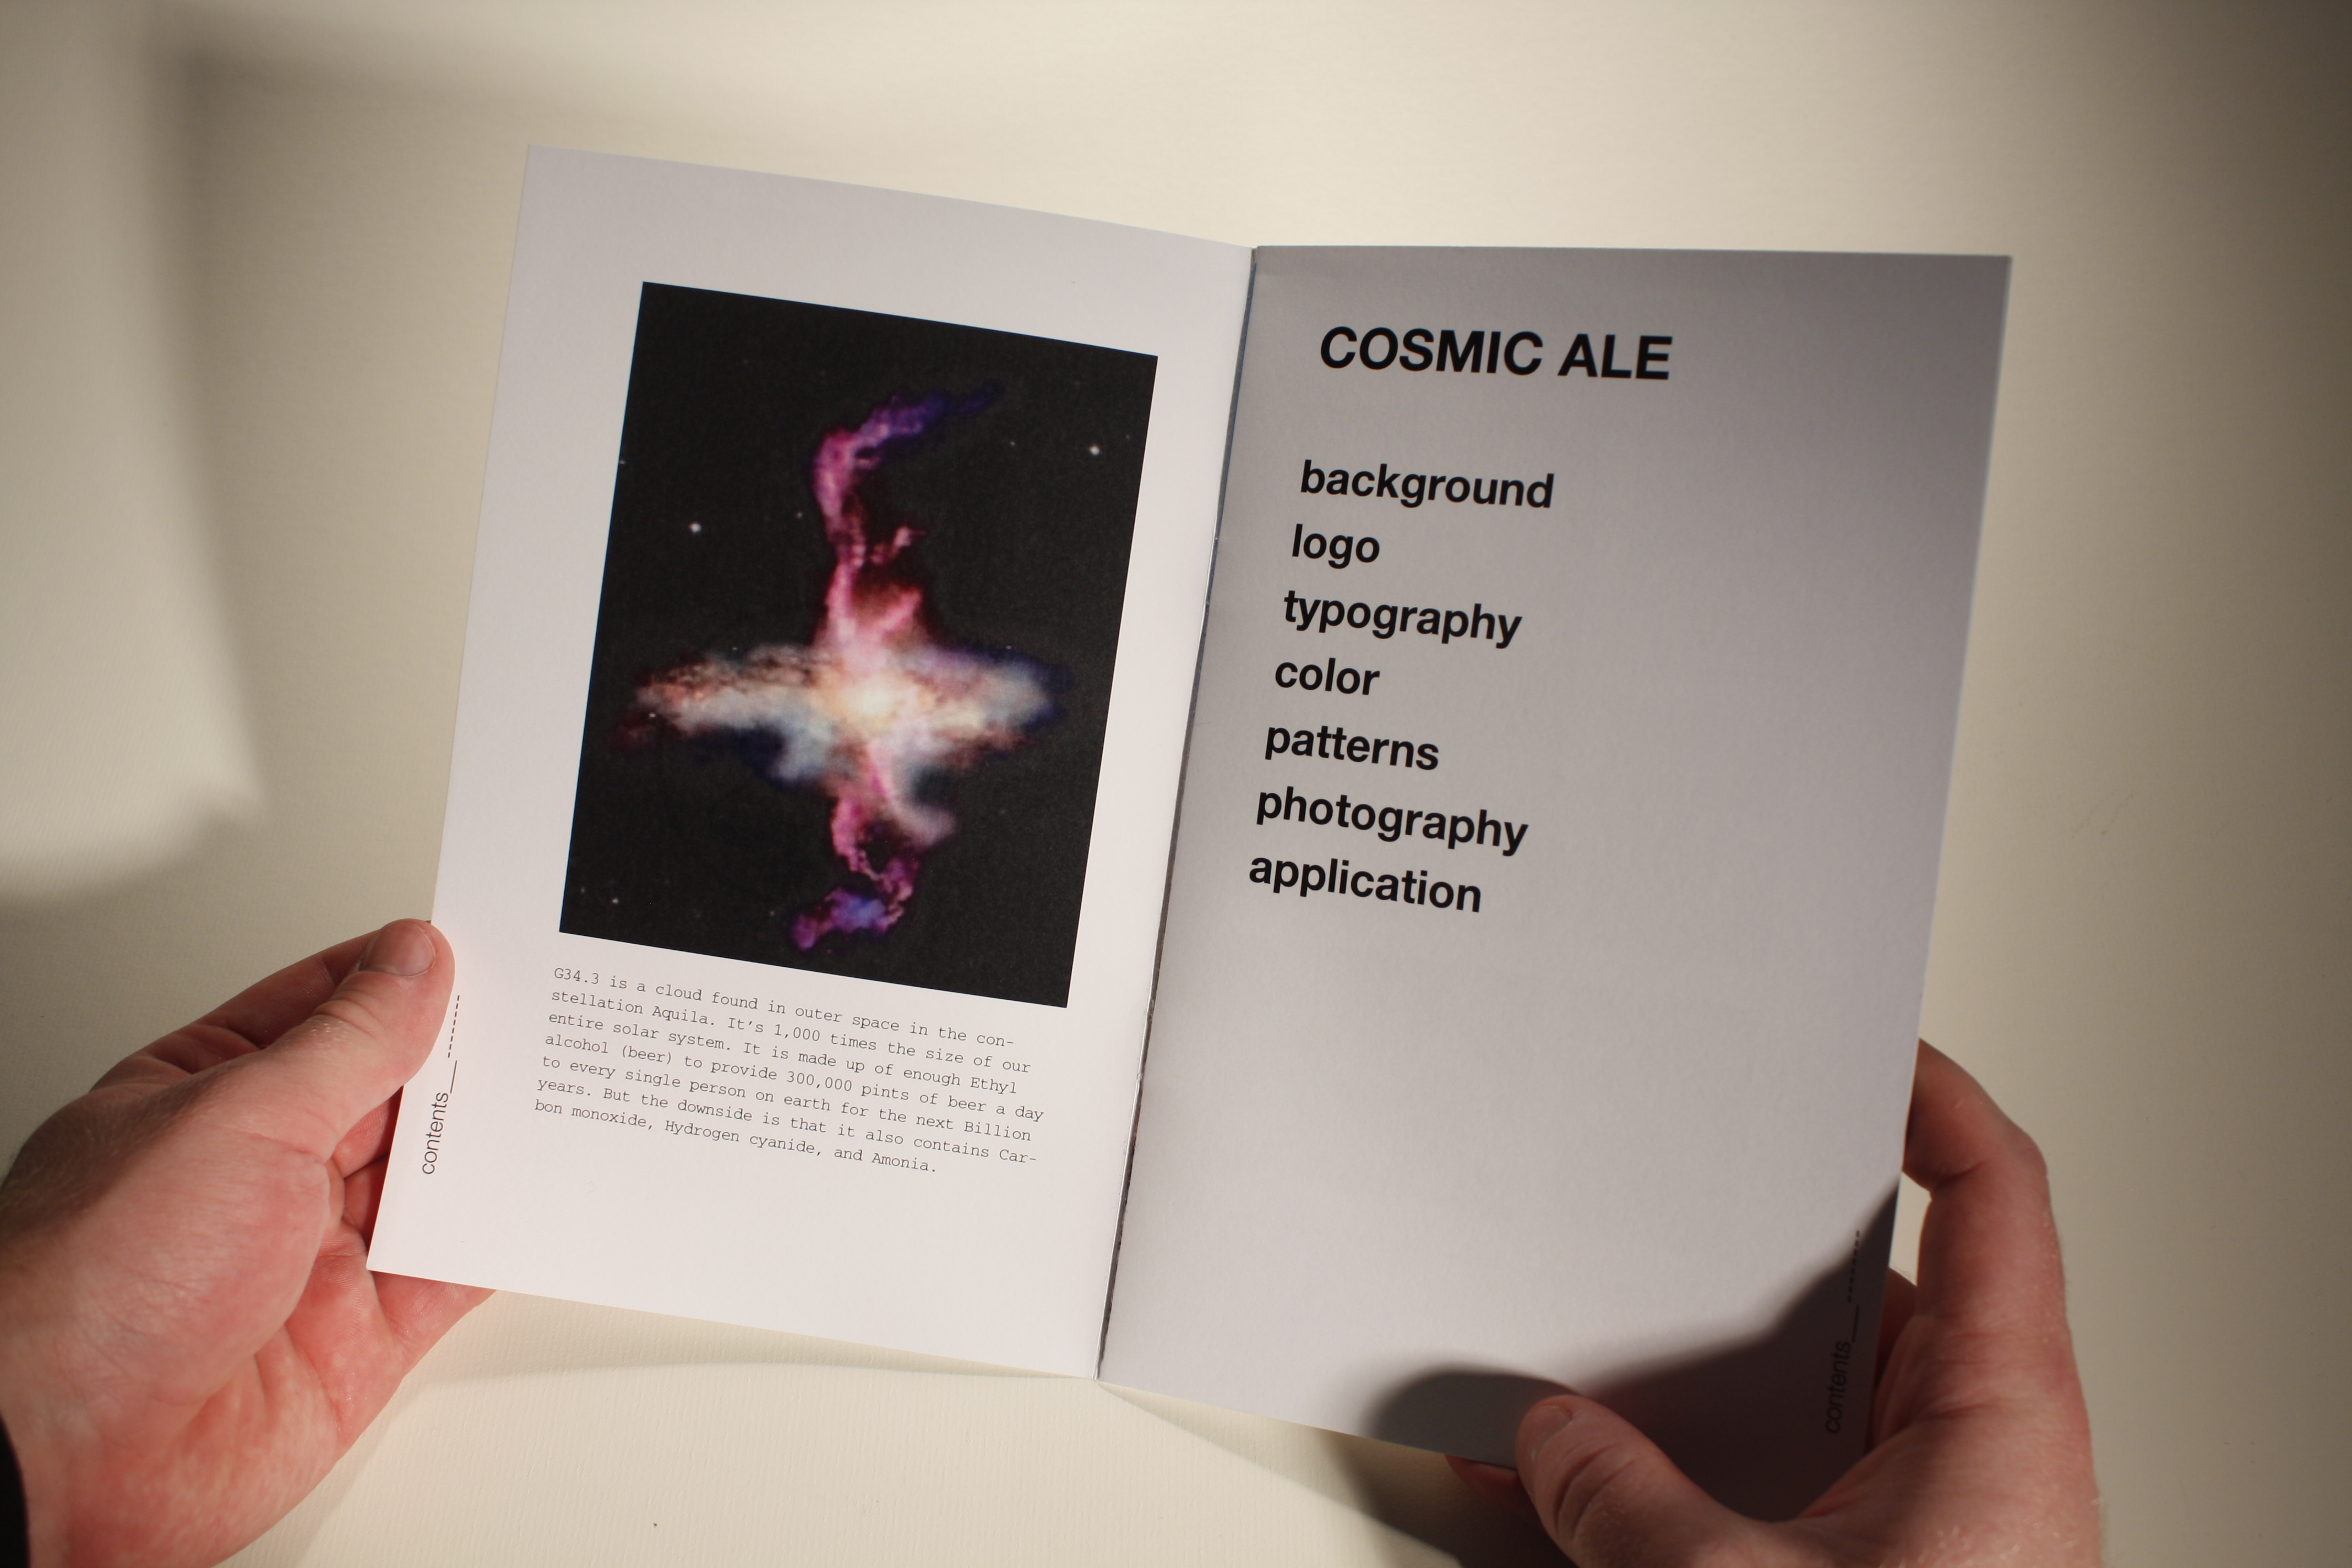 G34.3 is a cloud found in outer space in the con-
stellation Aquila. It's 1,000 times the size of our
entire solar system. It is made up of enough Ethyl
alcohol (beer) to provide 300,000 pints of beer a day
to every single person on earth for the next Billion
years. But the downside is that it also contains Car-
bon monoxide, Hydrogen cyanide, and Amonia.
contents___ --------
COSMIC ALE
background
logo
typography
color
patterns
photography
application
contents___ --------